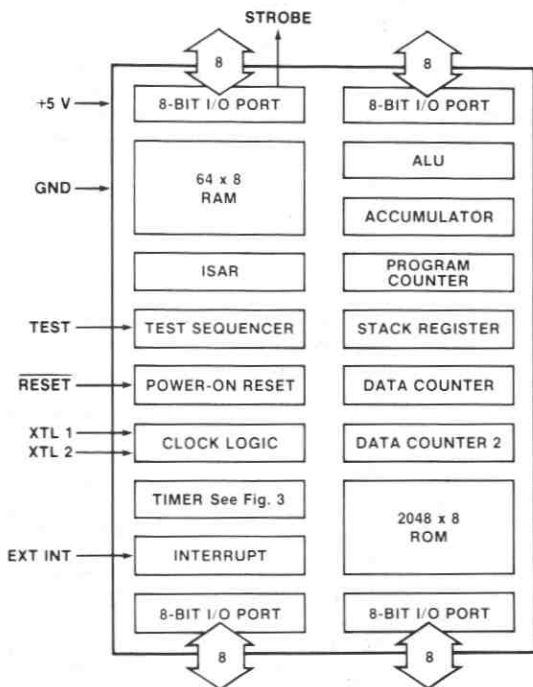 STROBE
8
8
+5 V
8-BIT I/O PORT
8-BIT I/O PORT
GND
64 x 8
RAM
ALU
ACCUMULATOR
ISAR
PROGRAM
COUNTER
TEST
TEST SEQUENCER
STACK REGISTER
RESET
POWER-ON RESET
DATA COUNTER
XTL 1
XTL 2
CLOCK LOGIC
DATA COUNTER 2
TIMER See Fig. 3
2048 x 8
ROM
EXT INT
INTERRUPT
8-BIT I/O PORT
8-BIT I/O PORT
8
8